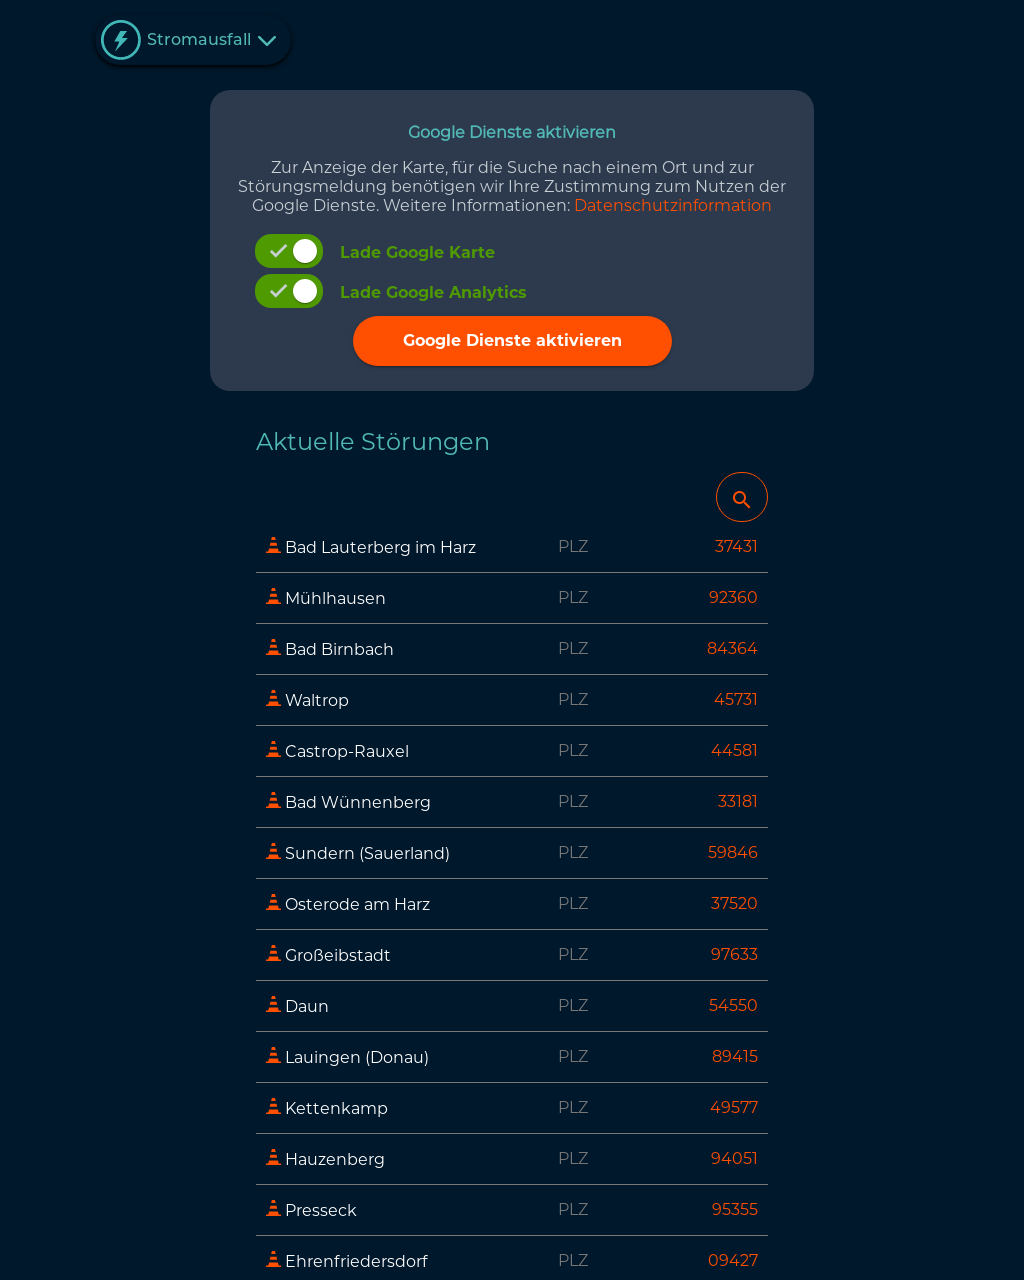 Stromausfall
Google Dienste aktivieren
Zur Anzeige der Karte, für die Suche nach einem Ort und zur
Störungsmeldung benötigen wir Ihre Zustimmung zum Nutzen der
Google Dienste. Weitere Informationen: Datenschutzinformation
Lade Google Karte
Lade Google Analytics
Google Dienste aktivieren
Aktuelle Störungen
Bad Lauterberg im Harz PLZ 37431
Mühlhausen PLZ 92360
Bad Birnbach PLZ 84364
Waltrop PLZ 45731
Castrop-Rauxel PLZ 44581
Bad Wünnenberg PLZ 33181
Sundern (Sauerland) PLZ 59846
Osterode am Harz PLZ 37520
Großeibstadt PLZ 97633
Daun PLZ 54550
Lauingen (Donau) PLZ 89415
Kettenkamp PLZ 49577
Hauzenberg PLZ 94051
Presseck PLZ 95355
Ehrenfriedersdorf PLZ 09427